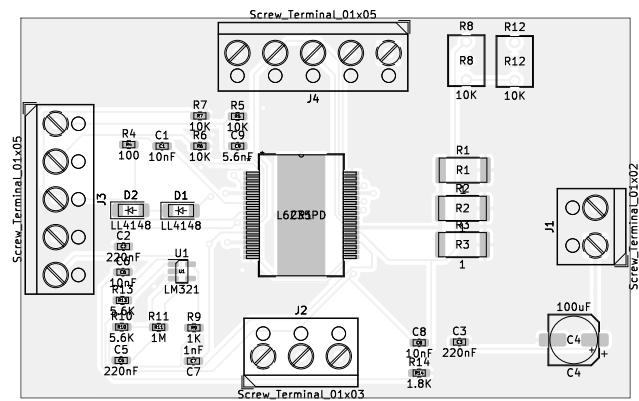 Screw_Terminal_01x05
J4
R8
R8
10K
R12
R12
10K
R7
10K
R5
10K
R4
100
C1
10nF
R6
10K
C9
5.6nF
Screw_Terminal_01x05
J3
D2
LL4148
D1
LL4148
R1
R1
1
R2
R2
1
R3
R3
1
J1
Screw_Terminal_01x02
C2
220nF
C6
10nF
R13
5.6K
R10
5.6K
R11
1M
U1
LM321
R9
1K
1nF
C7
C5
220nF
J2
Screw_Terminal_01x03
C8
10nF
R14
1.8K
C3
220nF
100uF
C4
C4